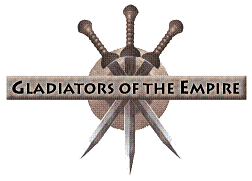 GLADIATORS OF THE EMPIRE